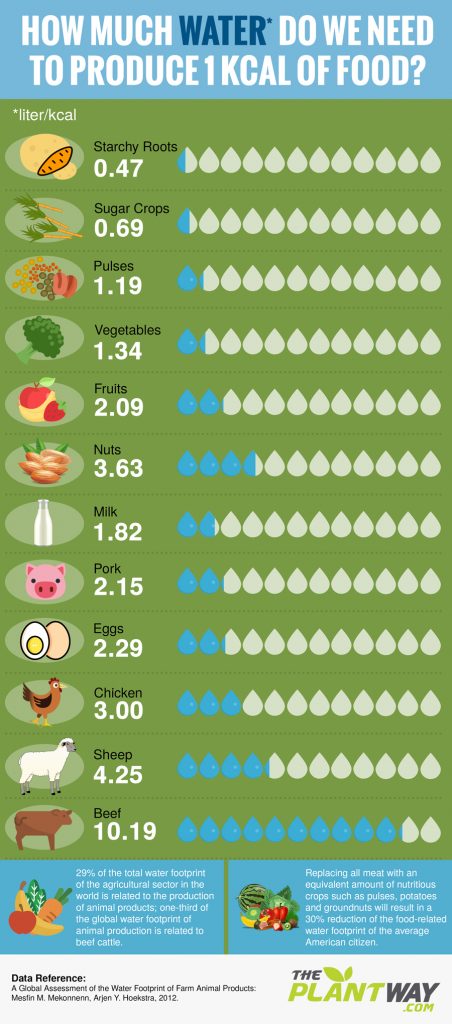 HOW MUCH WATER* DO WE NEED
TO PRODUCE 1 KCAL OF FOOD?
*liter/kcal
Starchy Roots
0.47
Sugar Crops
0.69
Pulses
1.19
Vegetables
1.34
Fruits
2.09
Nuts
3.63
Milk
1.82
Pork
2.15
Eggs
2.29
Chicken
3.00
Sheep
4.25
Beef
10.19
29% of the total water footprint
of the agricultural sector in the
world is related to the production
of animal products; one-third of
the global water footprint of
animal production is related to
beef cattle.
Replacing all meat with an
equivalent amount of nutritious
crops such as pulses, potatoes
and groundnuts will result in a
30% reduction of the food-related
water footprint of the average
American citizen.
Data Reference:
A Global Assessment of the Water Footprint of Farm Animal Products:
Mesfin M. Mekonnenn, Arjen Y. Hoekstra, 2012.
THE
PLANTWAY
.COM